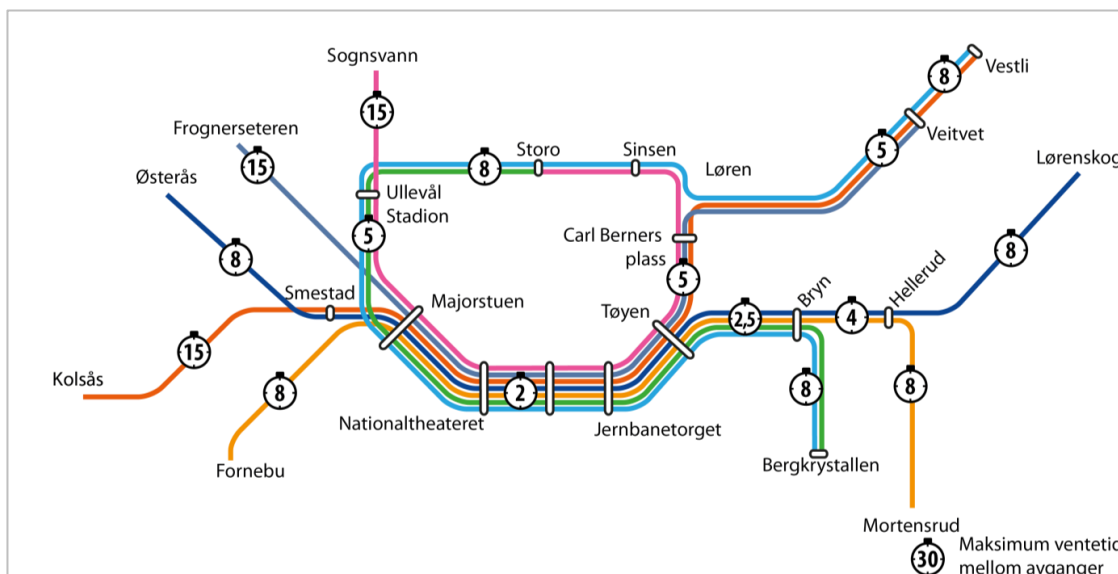 Sognsvann
15
8
Vestli
Frognerseteren
15
Storo
Sinsen
Løren
5
Veitvet
Østerås
8
Lørenskog
Ullevål
Stadion
5
Carl Berners
plass
5
8
8
Smestad
Majorstuen
Tøyen
2,5
Bryn
4
Hellerud
15
Kolsås
8
2
8
8
Nationaltheateret
Jernbanetorget
Fornebu
Bergkrystallen
Mortensrud
30
Maksimum ventetid
mellom avganger